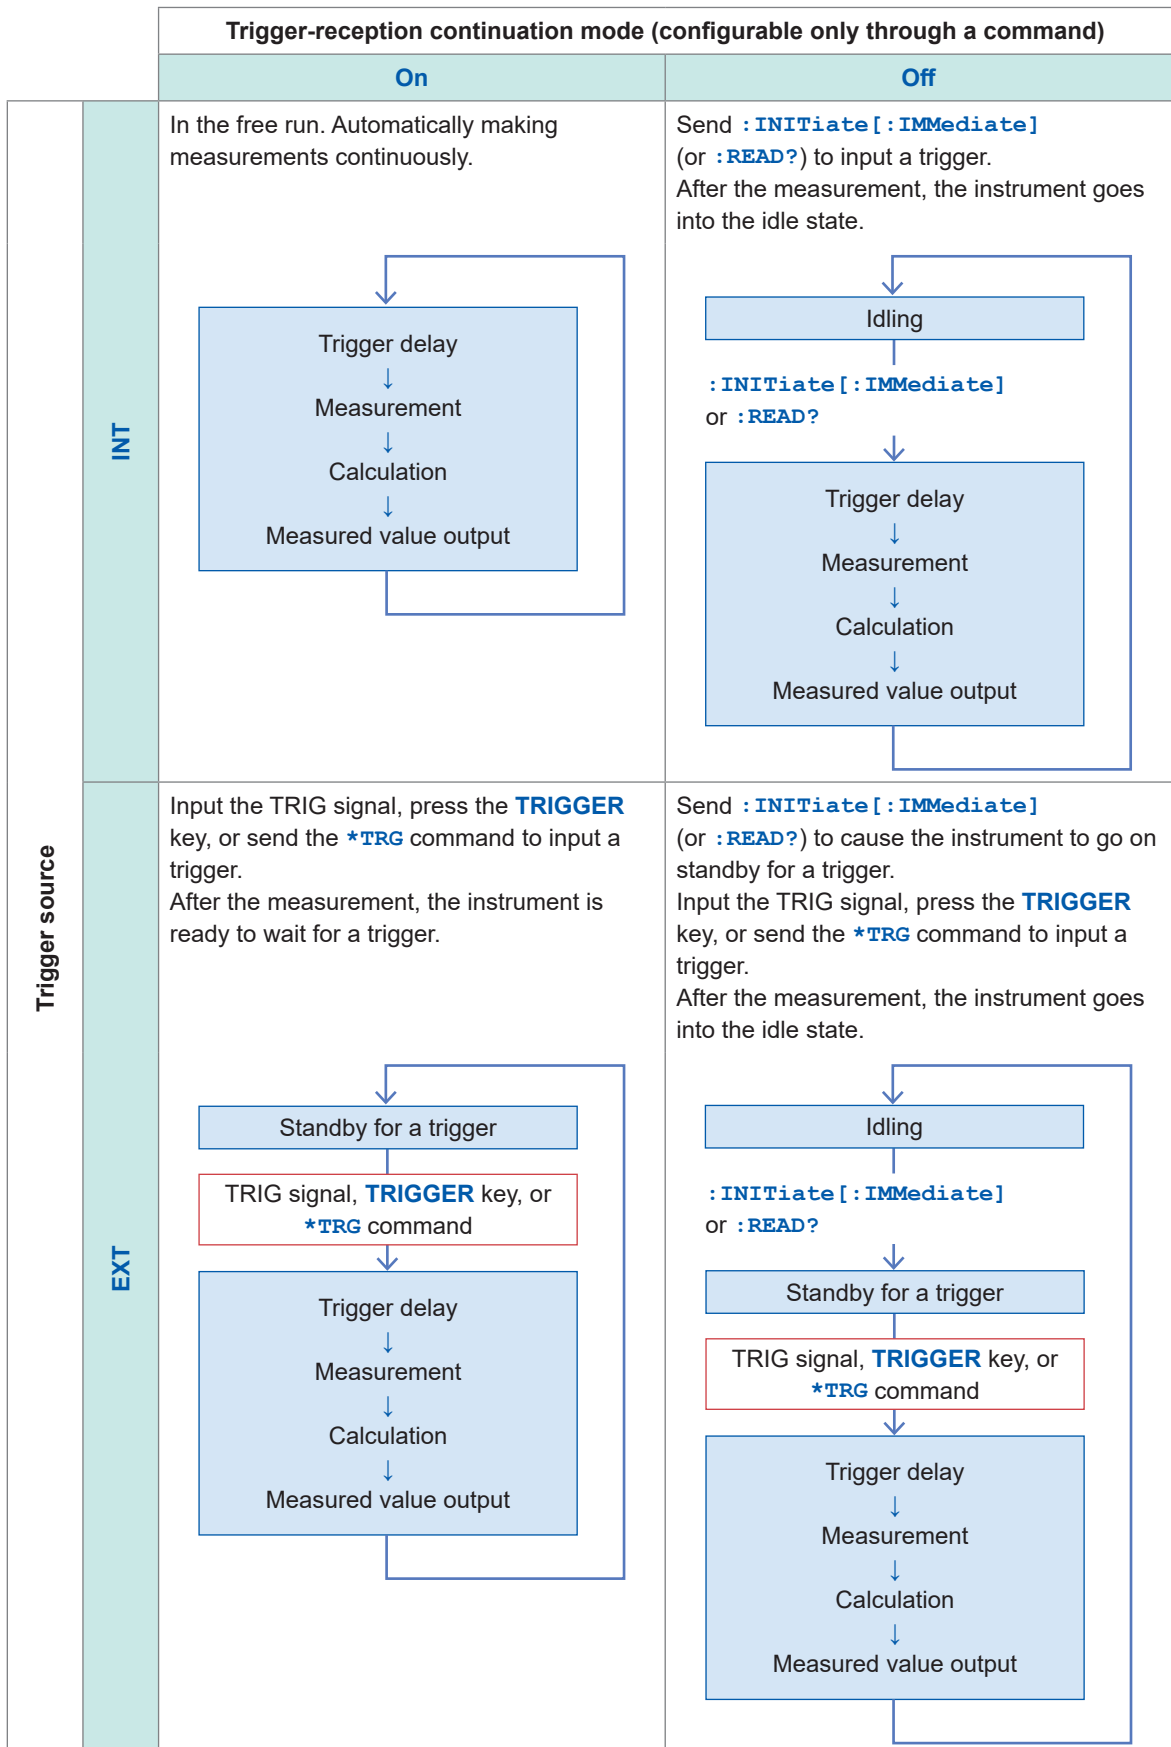 Trigger-reception continuation mode (configurable only through a command)
On
Off
Trigger source
INT
In the free run. Automatically making
measurements continuously.
Trigger delay
↓
Measurement
↓
Calculation
↓
Measured value output
Send :INITiate[:IMMediate]
(or :READ?) to input a trigger.
After the measurement, the instrument goes
into the idle state.
Idling
:INITiate[:IMMediate]
or :READ?
Trigger delay
↓
Measurement
↓
Calculation
↓
Measured value output
EXT
Input the TRIG signal, press the TRIGGER
key, or send the *TRG command to input a
trigger.
After the measurement, the instrument is
ready to wait for a trigger.
Standby for a trigger
TRIG signal, TRIGGER key, or
*TRG command
Trigger delay
↓
Measurement
↓
Calculation
↓
Measured value output
Send :INITiate[:IMMediate]
(or :READ?) to cause the instrument to go on
standby for a trigger.
Input the TRIG signal, press the TRIGGER
key, or send the *TRG command to input a
trigger.
After the measurement, the instrument goes
into the idle state.
Idling
:INITiate[:IMMediate]
or :READ?
Standby for a trigger
TRIG signal, TRIGGER key, or
*TRG command
Trigger delay
↓
Measurement
↓
Calculation
↓
Measured value output